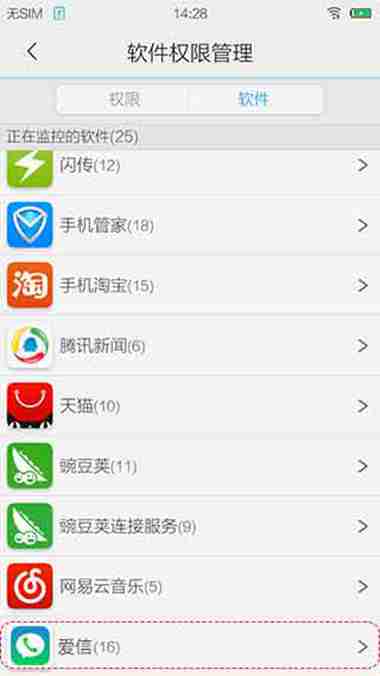 无SIM 14:28
软件权限管理
权限 软件
正在监控的软件(25)
闪传(12)
手机管家(18)
淘
手机淘宝(15)
腾讯新闻(6)
天猫(10)
豌豆荚(11)
豌豆荚连接服务(9)
网易云音乐(5)
爱信(16)